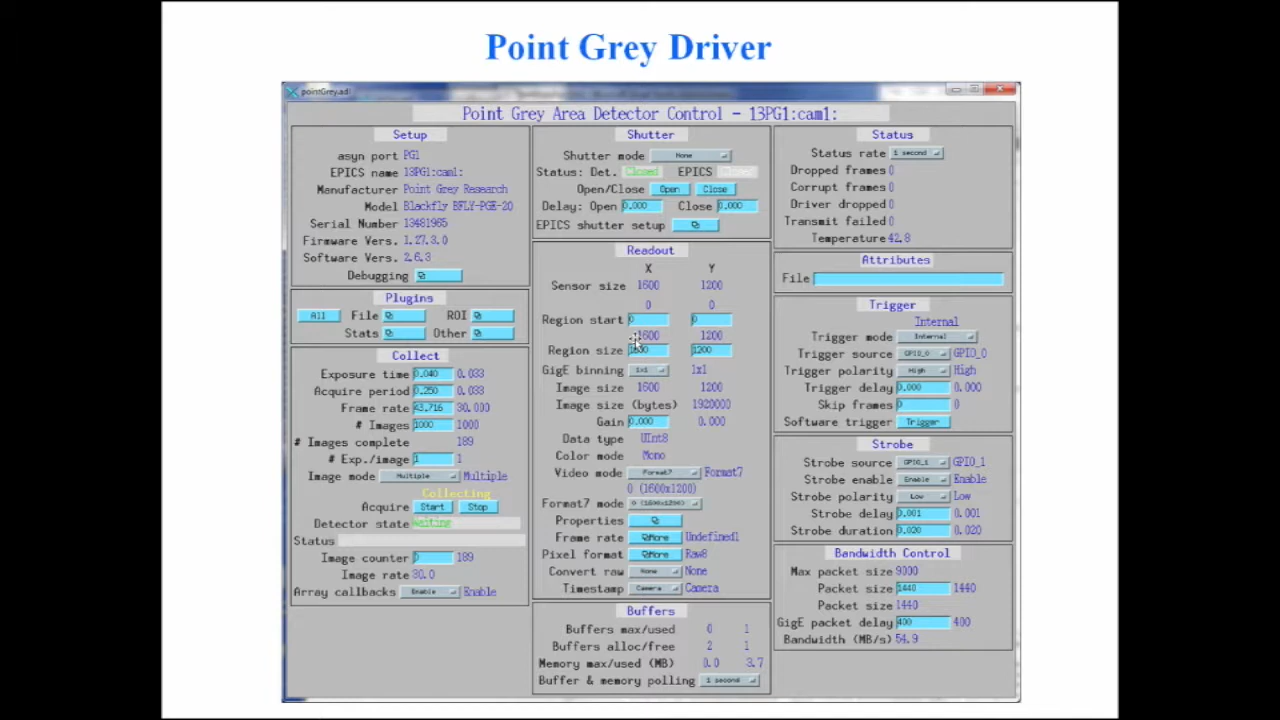 Point Grey Driver
pointGrey.adl
Point Grey Area Detector Control - 13PG1:cam1:
Setup
asyn port PG1
EPICS name 13PG1:cam1:
Manufacturer Point Grey Research
Model Blackfly BFLY-PGE-20
Serial Number 13481965
Firmware Vers. 1.27.3.0
Software Vers. 2.6.3
Debugging
Plugins
All File ROI
Stats Other
Collect
Exposure time 0.040 0.033
Acquire period 0.250 0.033
Frame rate 43.716 30.000
# Images 1000 1000
# Images complete 189
# Exp./image 1 1
Image mode Multiple Multiple
Collecting
Acquire Start Stop
Detector state Waiting
Status
Image counter 0 189
Image rate 30.0
Array callbacks Enable Enable
Shutter
Shutter mode None
Status: Det. Closed EPICS Closed
Open/Close Open Close
Delay: Open 0.000 Close 0.000
EPICS shutter setup
Readout
X Y
Sensor size 1600 1200
0 0
Region start 0 0
1600 1200
Region size 1600 1200
GigE binning 1x1 1x1
Image size 1600 1200
Image size (bytes) 1920000
Gain 0.000 0.000
Data type UInt8
Color mode Mono
Video mode Format7 Format7
0 (1600x1200)
Format7 mode 0 (1600x1200)
Properties
Frame rate More Undefined1
Pixel format More Raw8
Convert raw None None
Timestamp Camera Camera
Buffers
Buffers max/used 0 1
Buffers alloc/free 2 1
Memory max/used (MB) 0.0 3.7
Buffer & memory polling 1 second
Status
Status rate 1 second
Dropped frames 0
Corrupt frames 0
Driver dropped 0
Transmit failed 0
Temperature 42.8
Attributes
File
Trigger
Internal
Trigger mode Internal
Trigger source GPIO_0 GPIO_0
Trigger polarity High High
Trigger delay 0.000 0.000
Skip frames 0 0
Software trigger Trigger
Strobe
Strobe source GPIO_1 GPIO_1
Strobe enable Enable Enable
Strobe polarity Low Low
Strobe delay 0.001 0.001
Strobe duration 0.020 0.020
Bandwidth Control
Max packet size 9000
Packet size 1440 1440
Packet size 1440
GigE packet delay 400 400
Bandwidth (MB/s) 54.9